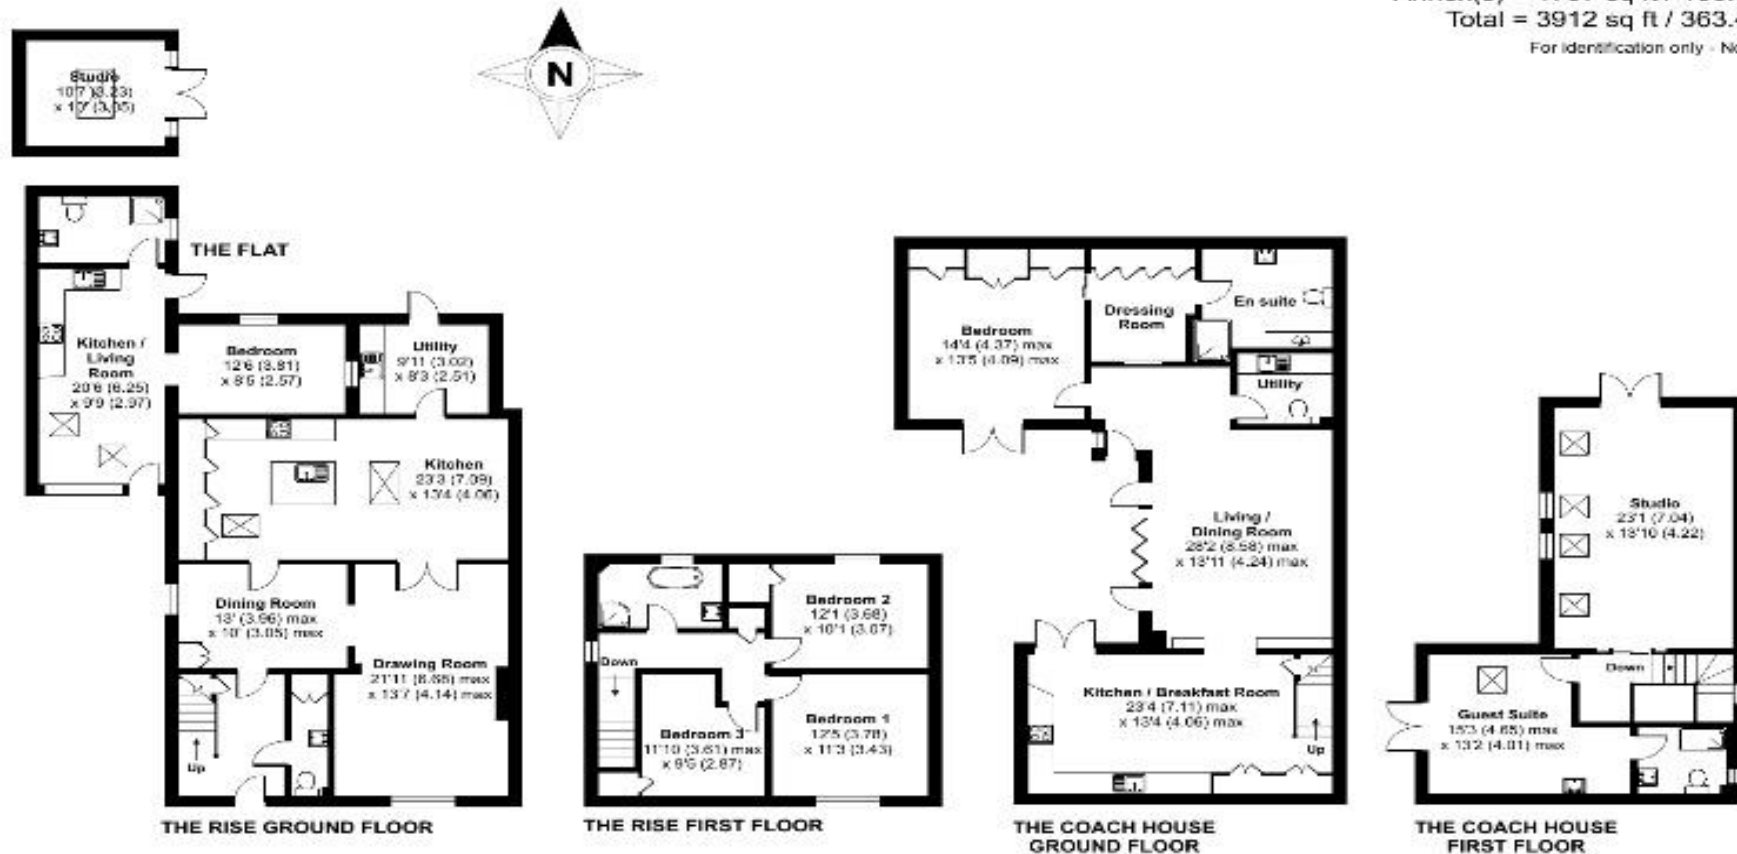 Total = 3912 sq ft / 363.4
For identification only - No
N
Studio
10'7 (3.23)
x 10' (3.05)
THE FLAT
Kitchen /
Living
Room
20'6 (6.25)
x 9'9 (2.97)
Bedroom
12'6 (3.81)
x 8'5 (2.57)
Utility
9'11 (3.02)
x 8'3 (2.51)
Kitchen
23'3 (7.09)
x 13'4 (4.06)
Dining Room
13' (3.96) max
x 10' (3.05) max
Drawing Room
21'11 (6.68) max
x 13'7 (4.14) max
Up
THE RISE GROUND FLOOR
Bedroom 2
12'1 (3.68)
x 10'1 (3.07)
Down
Bedroom 3
11'10 (3.61) max
x 9'5 (2.87)
Bedroom 1
12'5 (3.78)
x 11'3 (3.43)
THE RISE FIRST FLOOR
Bedroom
14'4 (4.37) max
x 13'5 (4.09) max
Dressing
Room
En suite
Utility
Living /
Dining Room
28'2 (8.58) max
x 13'11 (4.24) max
Kitchen / Breakfast Room
23'4 (7.11) max
x 13'4 (4.06) max
Up
THE COACH HOUSE
GROUND FLOOR
Studio
23'1 (7.04)
x 13'10 (4.22)
Down
Guest Suite
15'3 (4.65) max
x 13'2 (4.01) max
THE COACH HOUSE
FIRST FLOOR